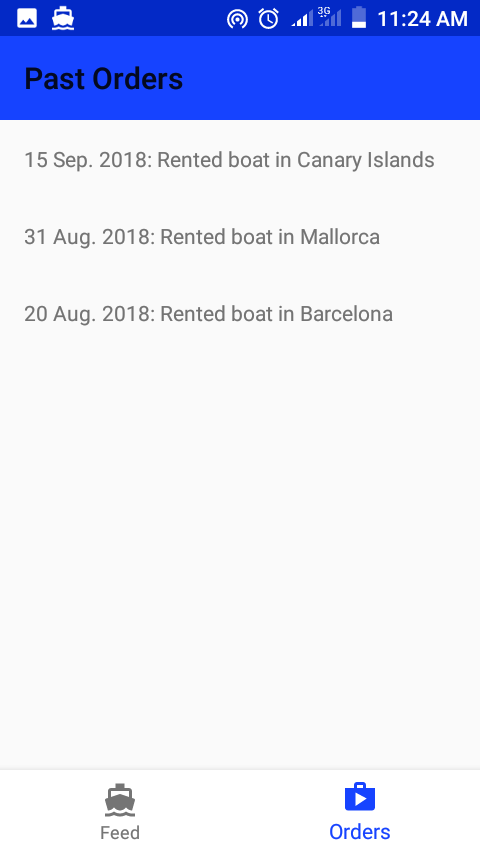 3G
11:24 AM
Past Orders
15 Sep. 2018: Rented boat in Canary Islands
31 Aug. 2018: Rented boat in Mallorca
20 Aug. 2018: Rented boat in Barcelona
Feed
Orders